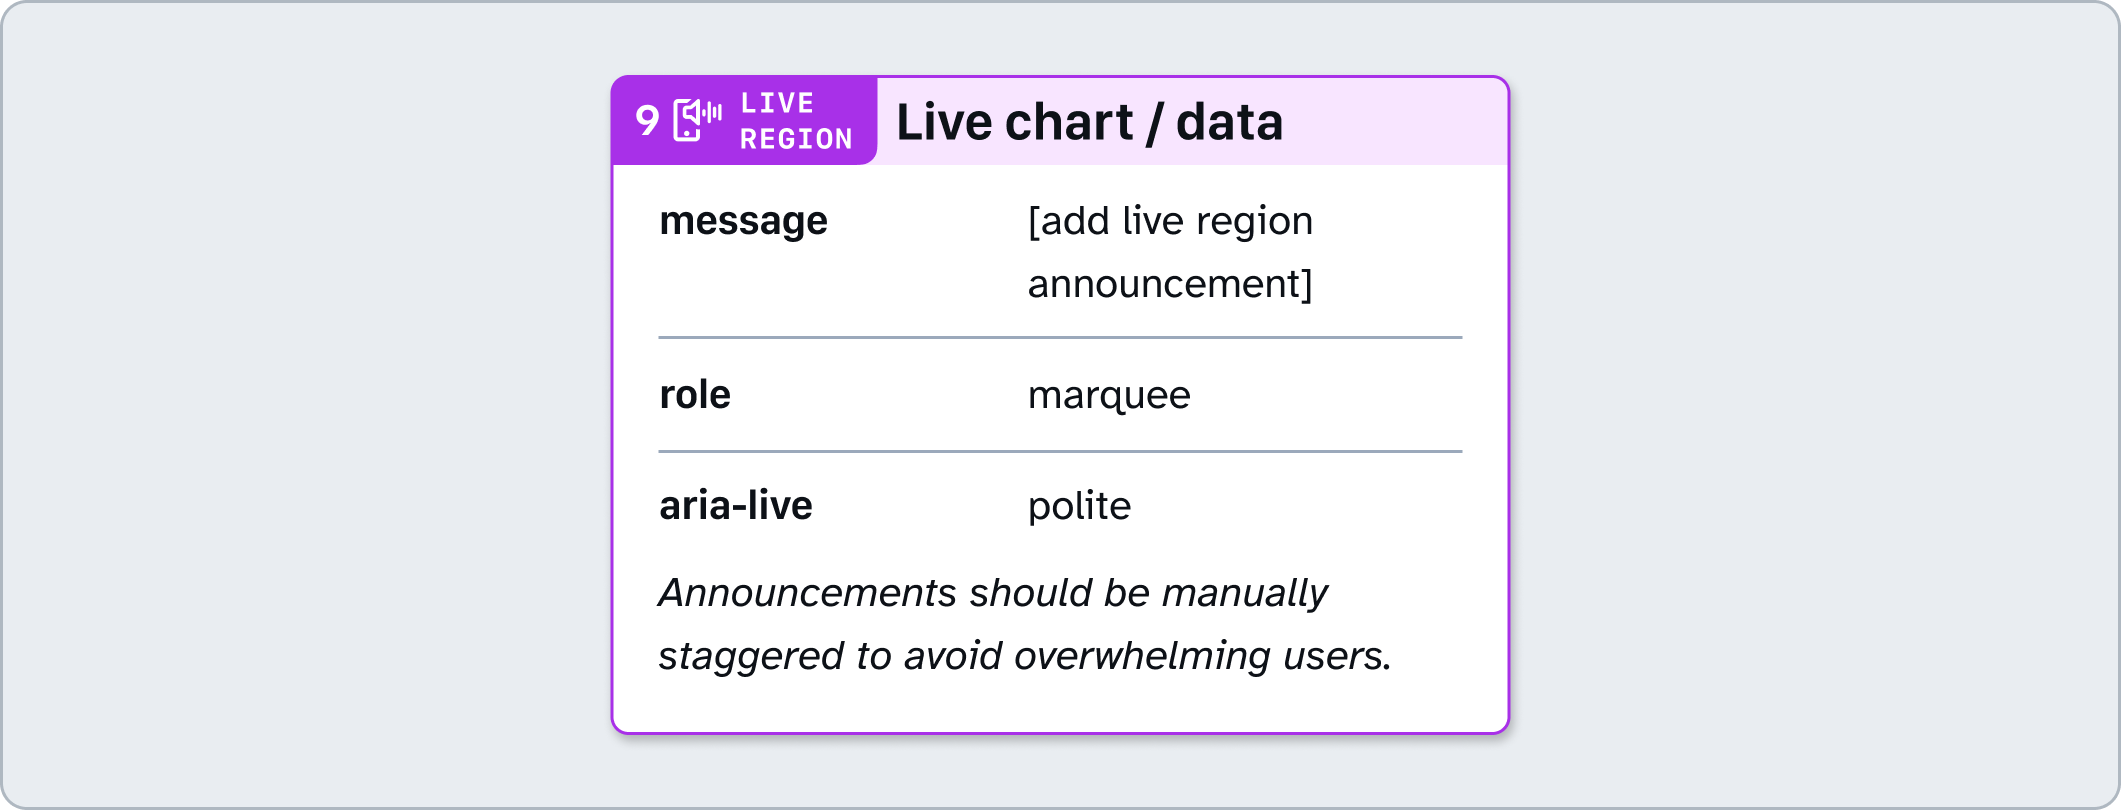 9 LIVE REGION Live chart / data
message [add live region
announcement]
role marquee
aria-live polite
Announcements should be manually
staggered to avoid overwhelming users.